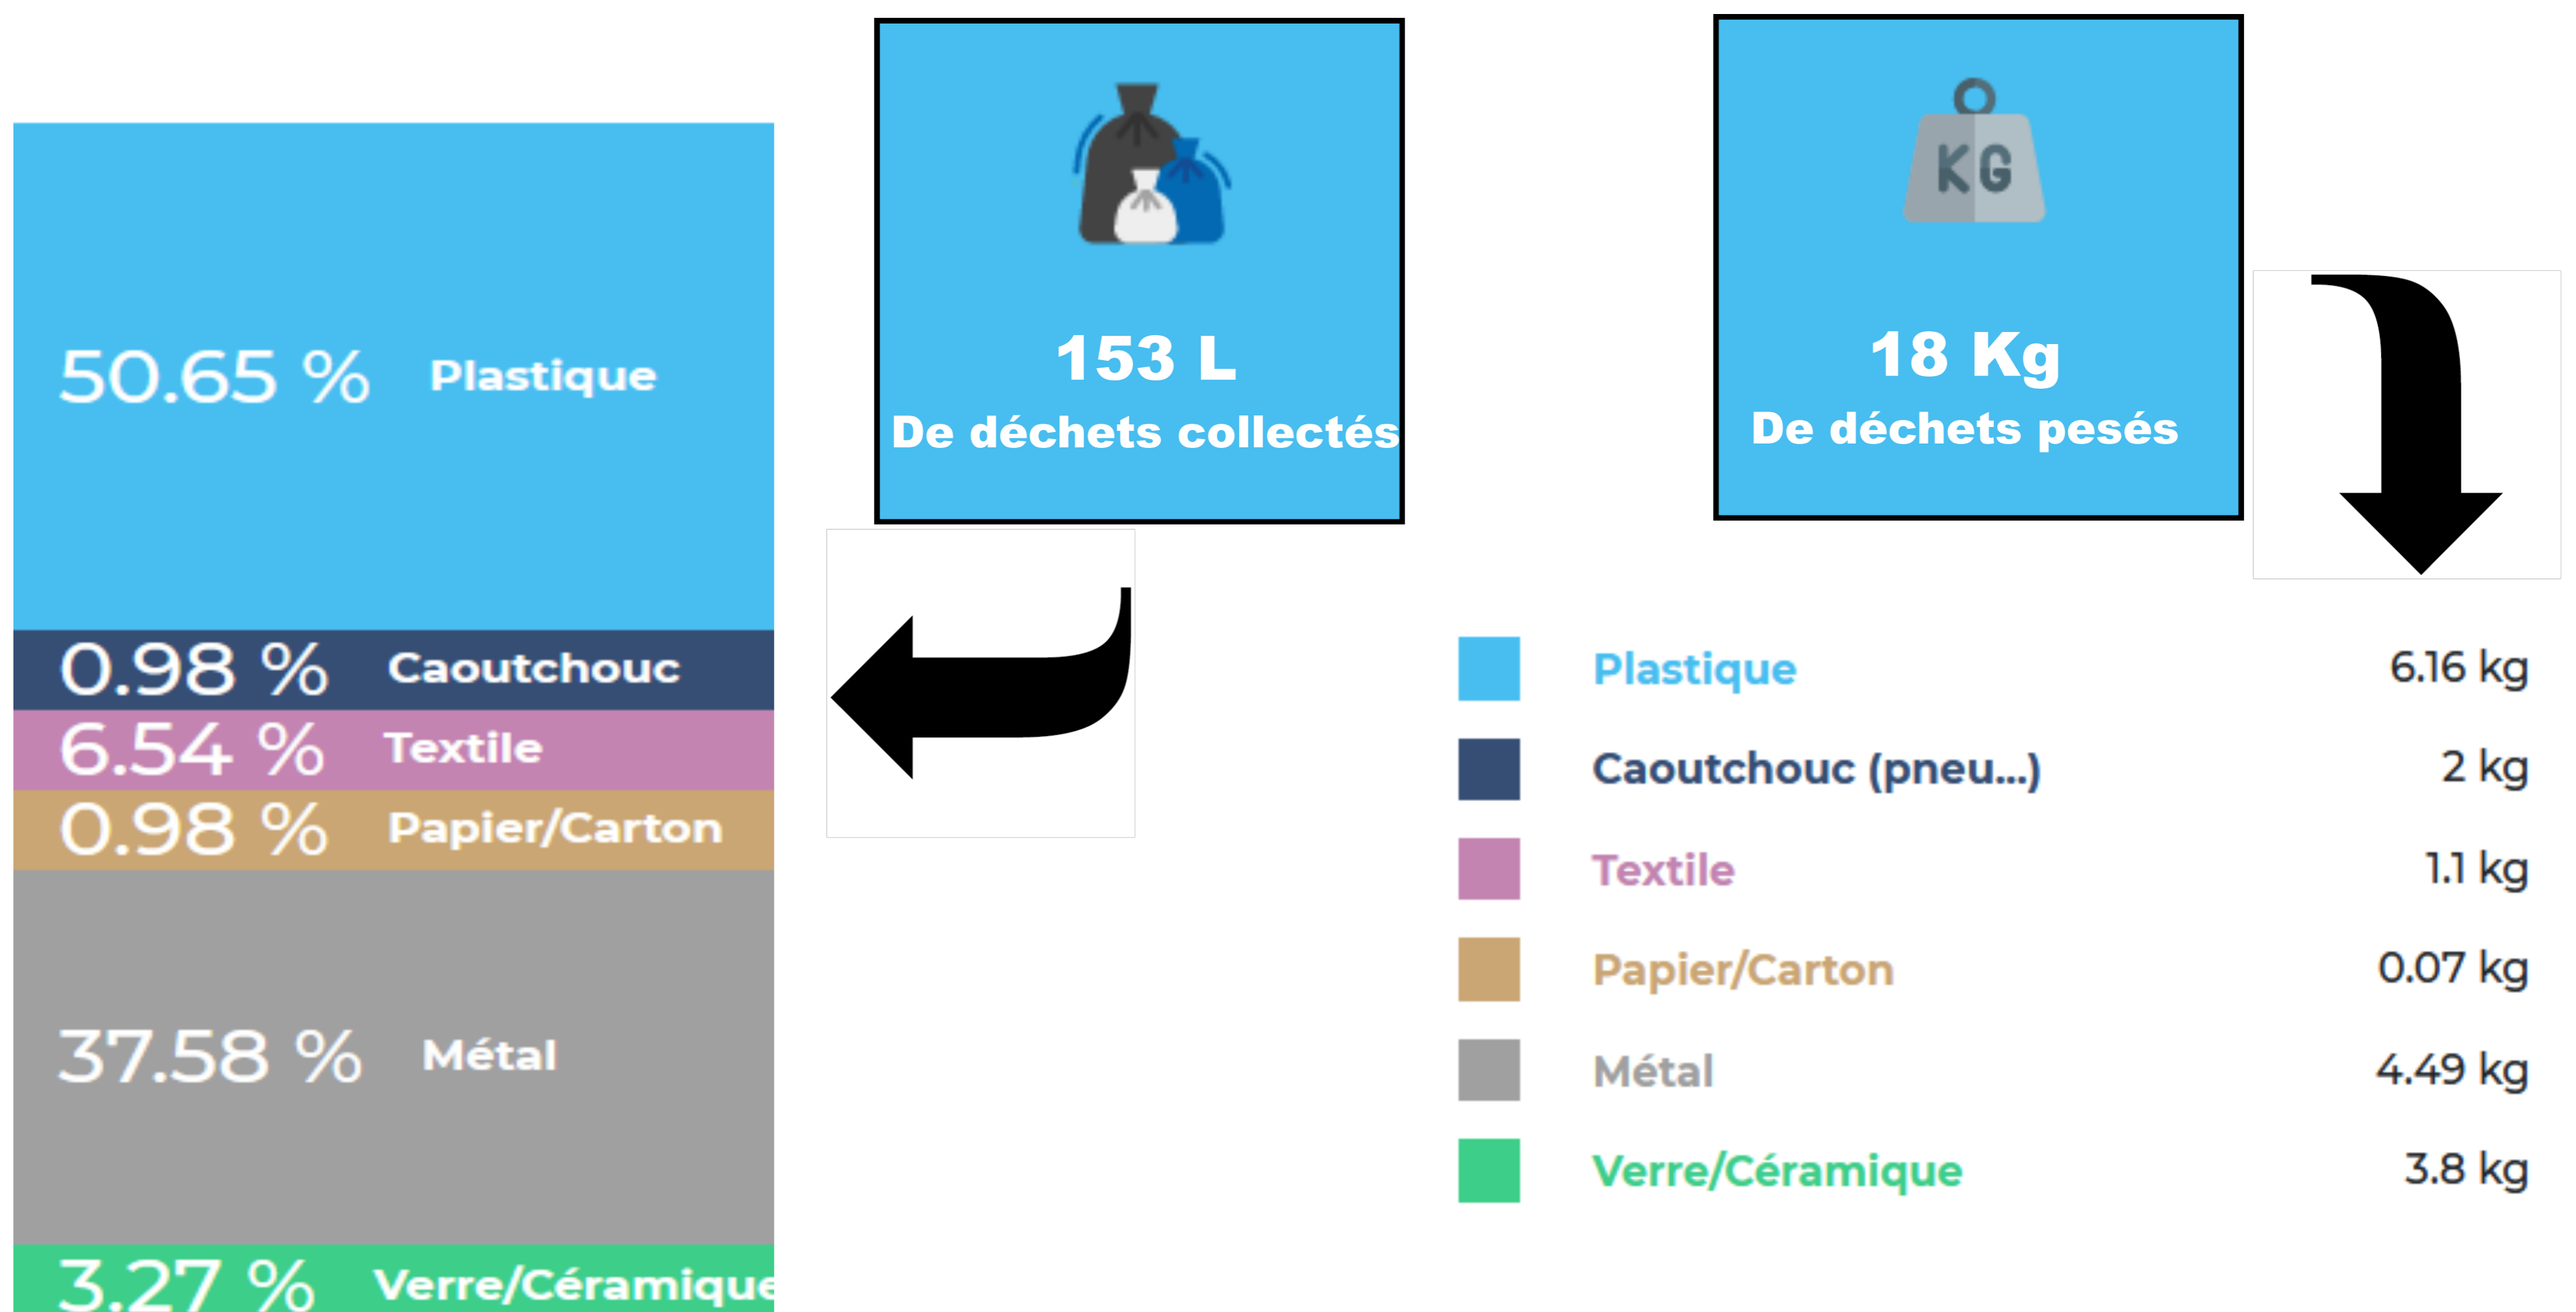 50.65 % Plastique
0.98 % Caoutchouc
6.54 % Textile
0.98 % Papier/Carton
37.58 % Métal
3.27 % Verre/Céramique
153 L
De déchets collectés
KG
18 Kg
De déchets pesés
Plastique 6.16 kg
Caoutchouc (pneu...) 2 kg
Textile 1.1 kg
Papier/Carton 0.07 kg
Métal 4.49 kg
Verre/Céramique 3.8 kg